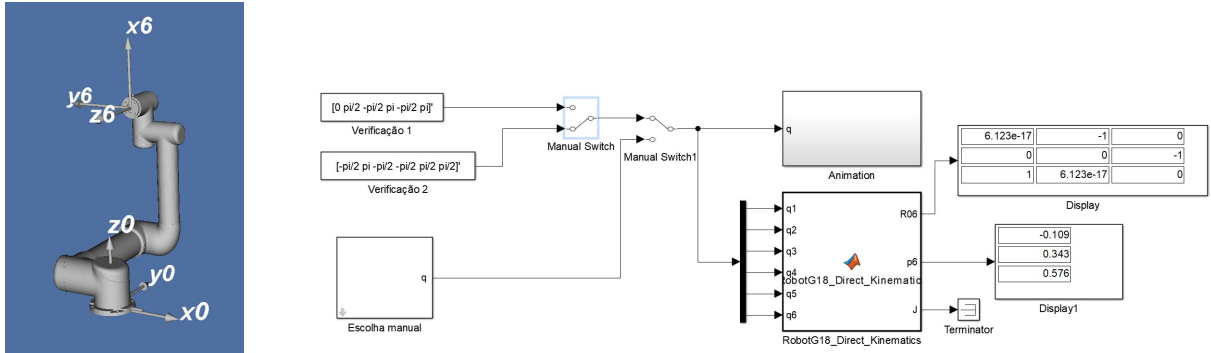 x6
y6
z6
z0
y0
x0
[0 pi/2 -pi/2 pi -pi/2 pi]'
Verificação 1
[-pi/2 pi -pi/2 -pi/2 pi/2 pi/2]'
Verificação 2
Manual Switch
Manual Switch1
q
Escolha manual
q
Animation
q1
q2
q3
q4
q5
q6
R06
p6
J
RobotG18_Direct_Kinematic
RobotG18_Direct_Kinematics
Terminator
6.123e-17 -1 0
0 0 -1
1 6.123e-17 0
Display
-0.109
0.343
0.576
Display1